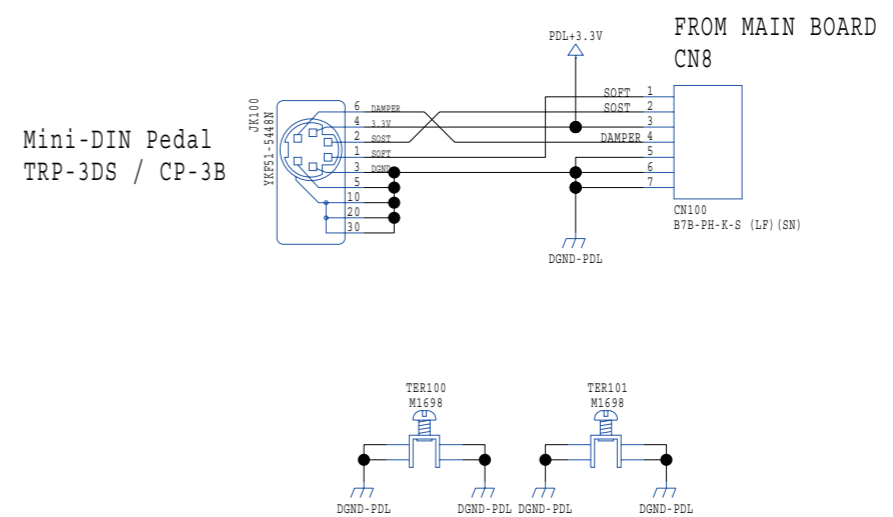 FROM MAIN BOARD
CN8
PDL+3.3V
Mini-DIN Pedal
TRP-3DS / CP-3B
JK100
YKF51-5448N
6 DAMPER
4 3.3V
2 SOST
1 SOFT
3 DGND
5
10
20
30
SOFT 1
SOST 2
3
DAMPER 4
5
6
7
CN100
B7B-PH-K-S (LF)(SN)
DGND-PDL
TER100
M1698
TER101
M1698
DGND-PDL
DGND-PDL
DGND-PDL
DGND-PDL